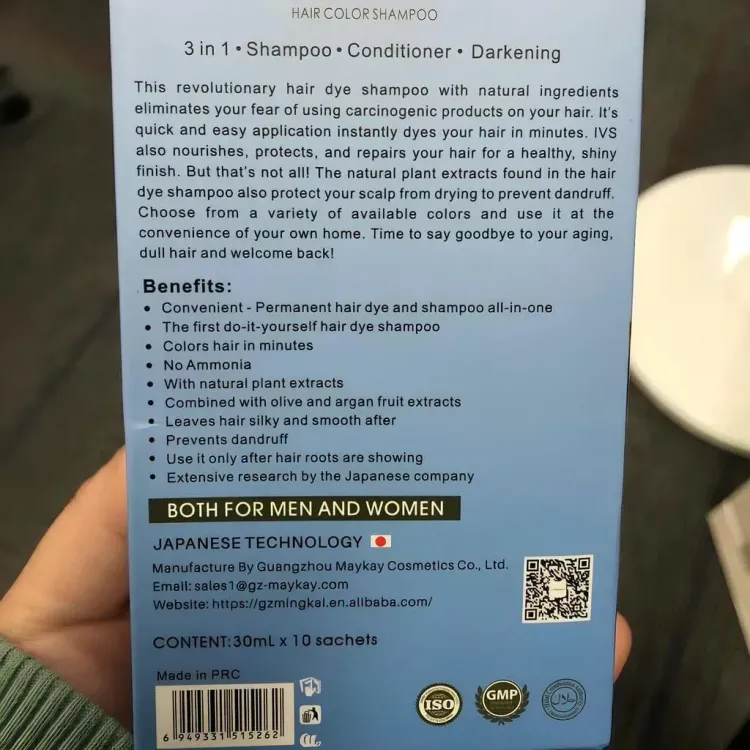 HAIR COLOR SHAMPOO
3 in 1 • Shampoo • Conditioner • Darkening
This revolutionary hair dye shampoo with natural ingredients
eliminates your fear of using carcinogenic products on your hair. It's
quick and easy application instantly dyes your hair in minutes. IVS
also nourishes, protects, and repairs your hair for a healthy, shiny
finish. But that's not all! The natural plant extracts found in the hair
dye shampoo also protect your scalp from drying to prevent dandruff.
Choose from a variety of available colors and use it at the
convenience of your own home. Time to say goodbye to your aging,
dull hair and welcome back!
Benefits:
• Convenient - Permanent hair dye and shampoo all-in-one
• The first do-it-yourself hair dye shampoo
• Colors hair in minutes
• No Ammonia
• With natural plant extracts
• Combined with olive and argan fruit extracts
• Leaves hair silky and smooth after
• Prevents dandruff
• Use it only after hair roots are showing
• Extensive research by the Japanese company
BOTH FOR MEN AND WOMEN
JAPANESE TECHNOLOGY
Manufacture By Guangzhou Maykay Cosmetics Co., Ltd.
Email: sales1@gz-maykay.com
Website: https://gzmingkai.en.alibaba.com/
CONTENT:30mL x 10 sachets
Made in PRC
6 949331 515262
ISO
GMP